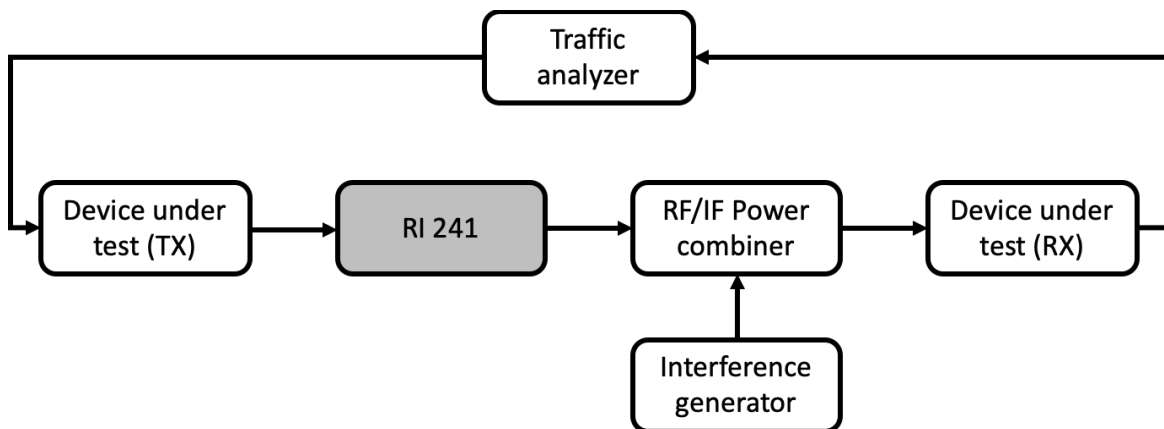 Traffic
analyzer
Device under
test (TX)
RI 241
RF/IF Power
combiner
Device under
test (RX)
Interference
generator